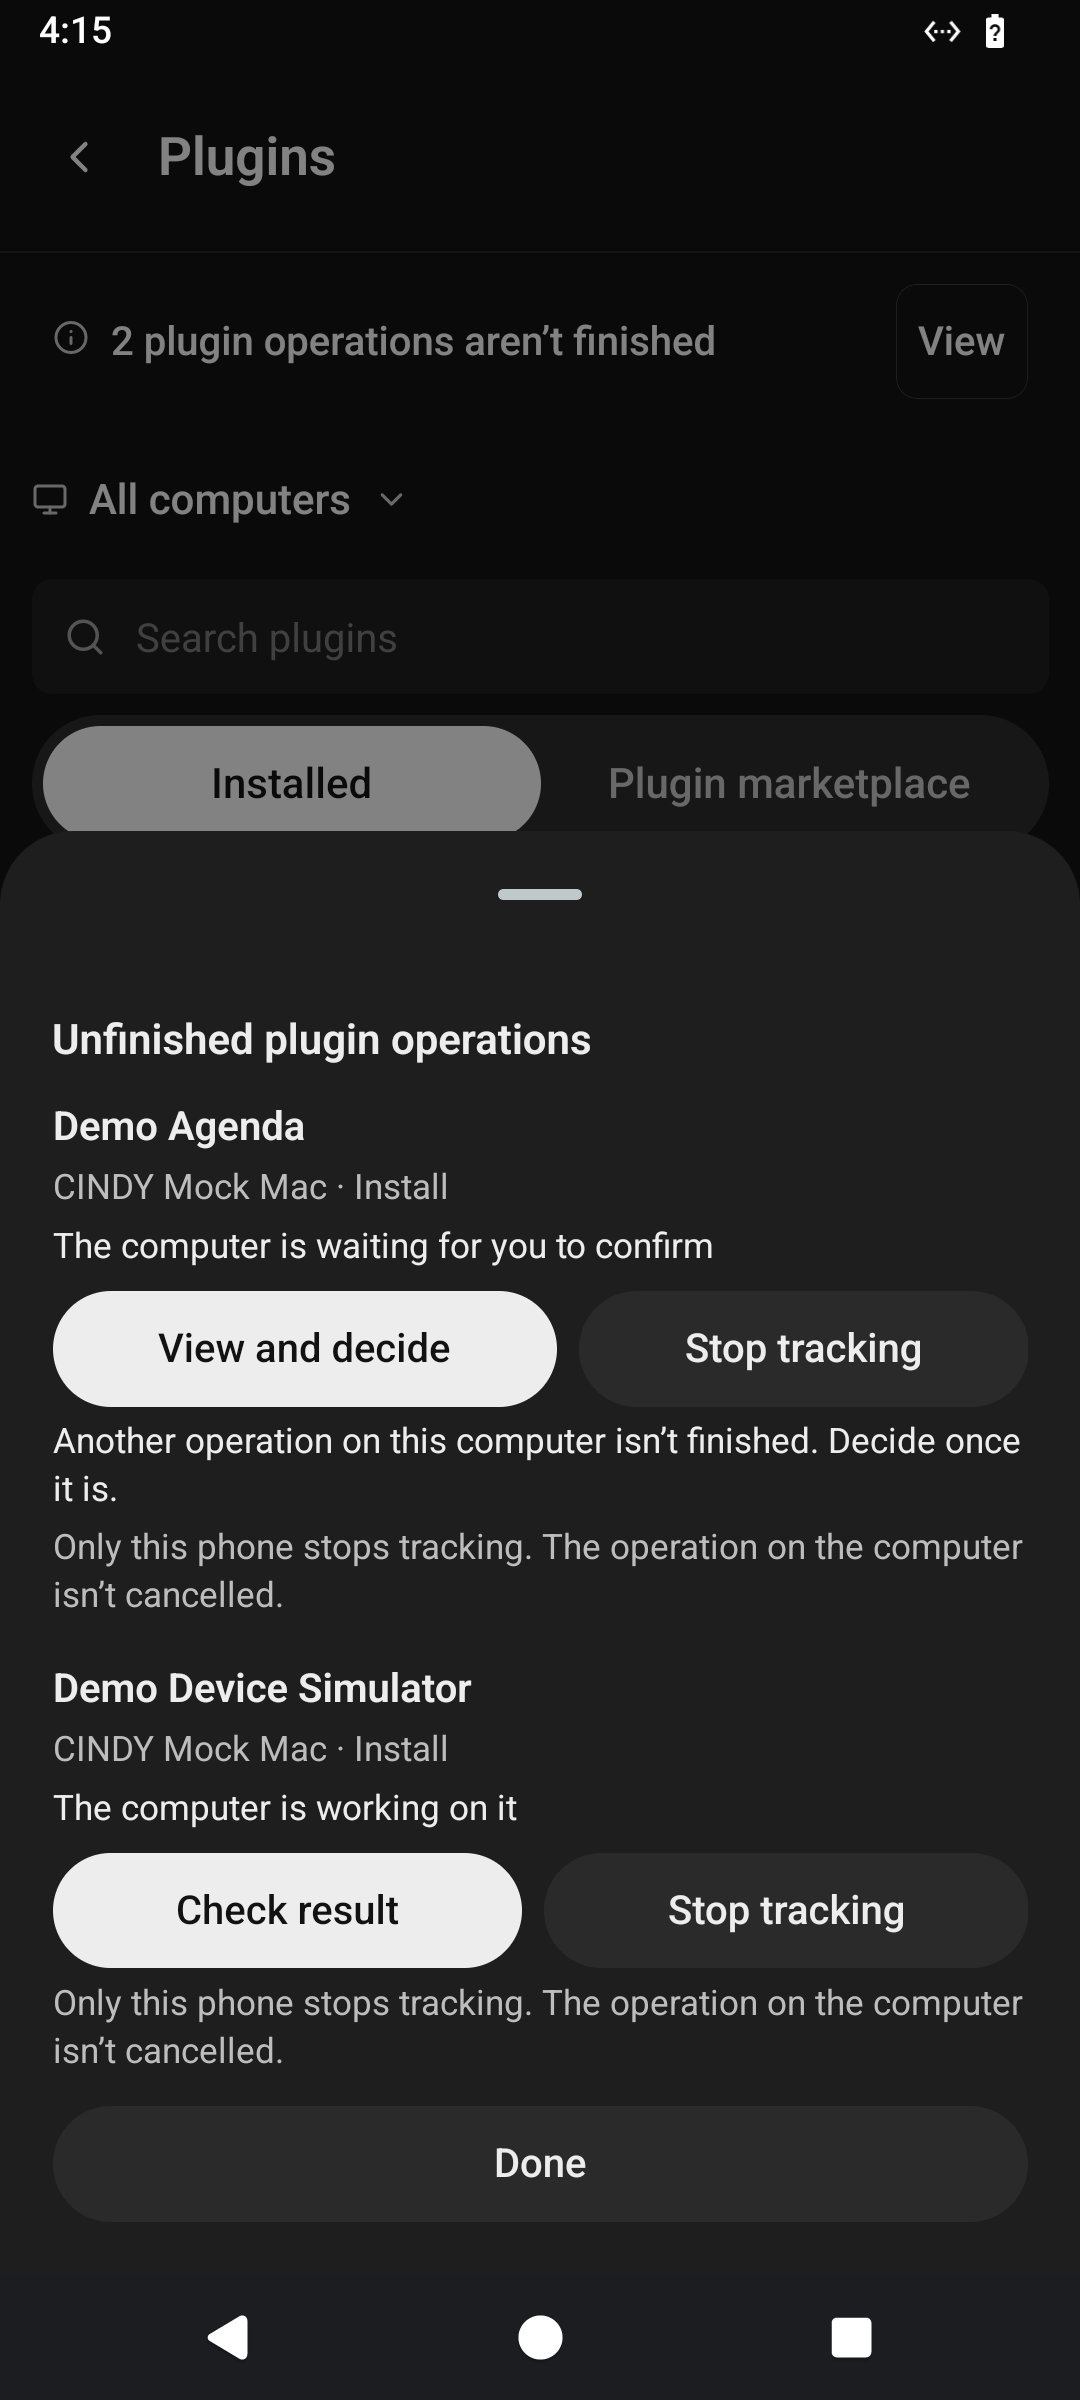 4:15
Plugins
2 plugin operations aren’t finished
View
All computers
Search plugins
Installed
Plugin marketplace
Unfinished plugin operations
Demo Agenda
CINDY Mock Mac · Install
The computer is waiting for you to confirm
View and decide
Stop tracking
Another operation on this computer isn’t finished. Decide once
it is.
Only this phone stops tracking. The operation on the computer
isn’t cancelled.
Demo Device Simulator
CINDY Mock Mac · Install
The computer is working on it
Check result
Stop tracking
Only this phone stops tracking. The operation on the computer
isn’t cancelled.
Done